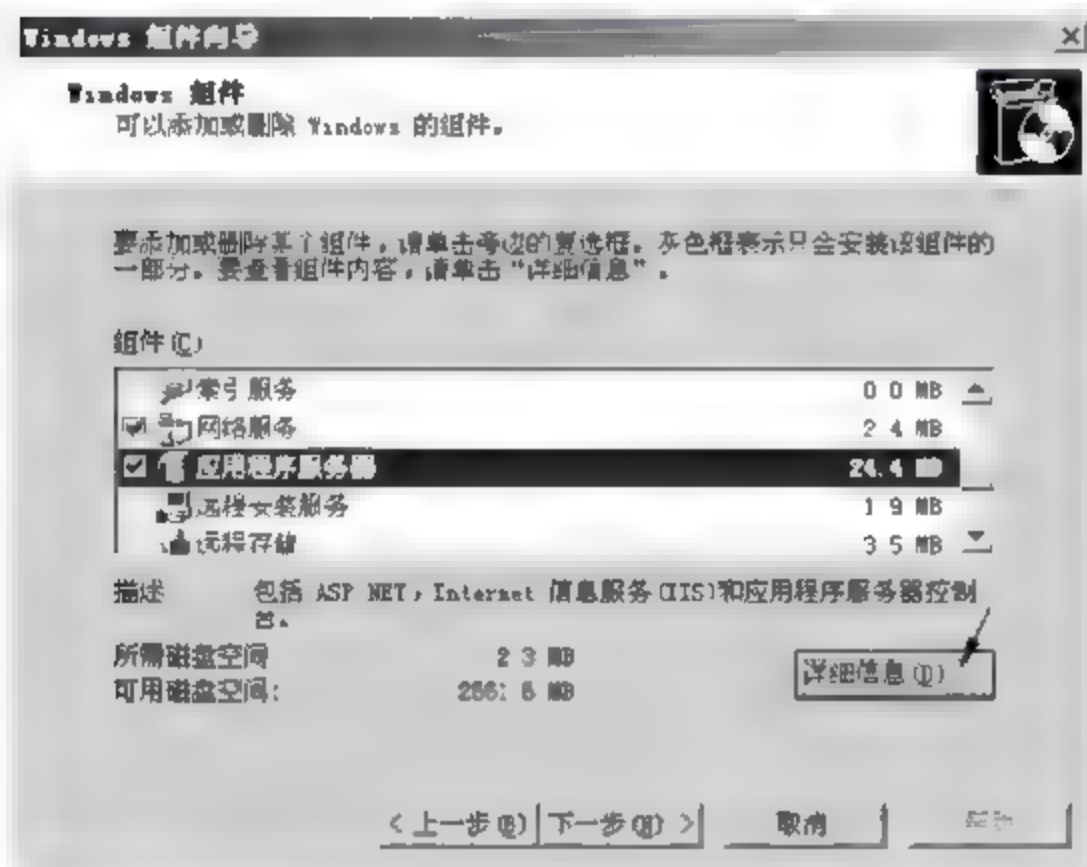 Windows 组件向导
Windows 组件
可以添加或删除 Windows 的组件。
要添加或删除某个组件，请单击旁边的复选框。灰色框表示只会安装该组件的
一部分。要查看组件内容，请单击“详细信息”。
组件(C)
索引服务 0 0 MB
网络服务 2 4 MB
应用程序服务器 24.4 MB
远程安装服务 1 9 MB
远程存储 3 5 MB
描述 包括 ASP NET，Internet 信息服务(IIS)和应用程序服务器控制
台。
所需磁盘空间 2 3 MB
可用磁盘空间: MB
详细信息(D)
< 上一步(B) 下一步(N) > 取消